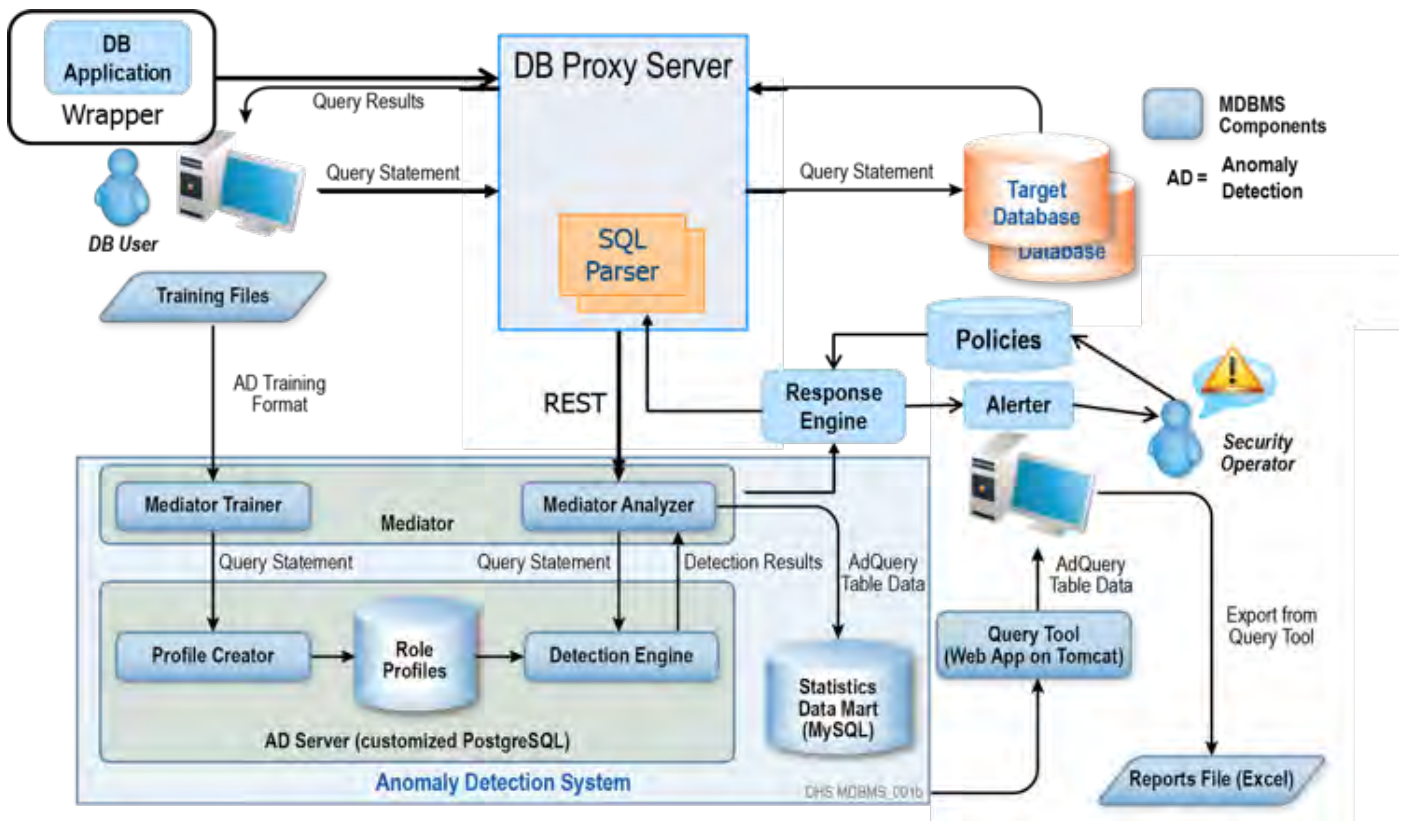 DB
Application
Wrapper
DB User
Query Results
Query Statement
DB Proxy Server
SQL
Parser
Query Statement
Target
Database
Database
MDBMS
Components
AD = Anomaly
Detection
Training Files
AD Training
Format
REST
Policies
Response
Engine
Alerter
Security
Operator
Mediator Trainer
Mediator
Mediator Analyzer
Query Statement
Query Statement
Detection Results
AdQuery
Table Data
Profile Creator
Role
Profiles
Detection Engine
Statistics
Data Mart
(MySQL)
AD Server (customized PostgreSQL)
Anomaly Detection System
DHS MDBMS_001b
AdQuery
Table Data
Query Tool
(Web App on Tomcat)
Export from
Query Tool
Reports File (Excel)